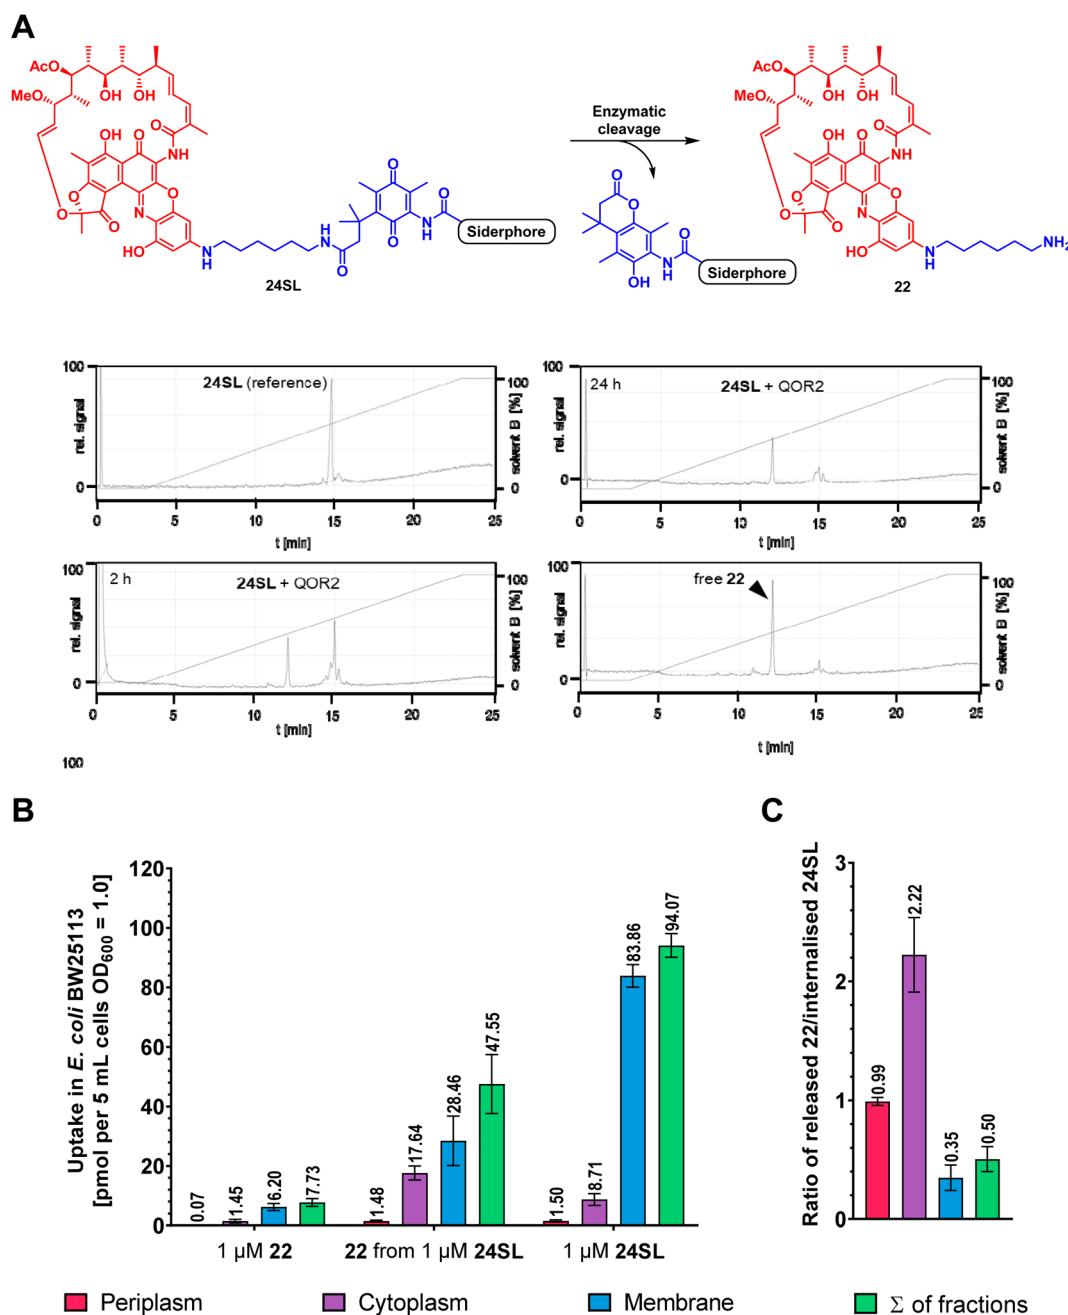 A
AcO
OH OH
MeO
OH
O
O
NH
O
O
O
O
N
HO
N
H
H
N
O
O
O
N
H
O
Siderphore
24SL
Enzymatic
cleavage
O
O
O
N
H
OH
Siderphore
AcO
OH OH
MeO
OH
O
O
NH
O
O
O
O
N
HO
N
H
NH2
22
100
0
rel. signal
24SL (reference)
100
0
solvent B [%]
0 5 10 15 20 25
t [min]
100
0
rel. signal
24 h
24SL + QOR2
100
0
solvent B [%]
0 5 10 15 20 25
t [min]
100
0
rel. signal
2 h
24SL + QOR2
100
0
solvent B [%]
0 5 10 15 20 25
t [min]
100
0
rel. signal
free 22
100
0
solvent B [%]
0 5 10 15 20 25
t [min]
100
B
Uptake in E. coli BW25113
[pmol per 5 mL cells OD600 = 1.0]
120
100
80
60
40
20
0
0.07
1.45
6.20
7.73
1.48
17.64
28.46
47.55
1.50
8.71
83.86
94.07
1 µM 22
22 from 1 µM 24SL
1 µM 24SL
C
Ratio of released 22/internalised 24SL
3
2
1
0
0.99
2.22
0.35
0.50
Periplasm
Cytoplasm
Membrane
Σ of fractions